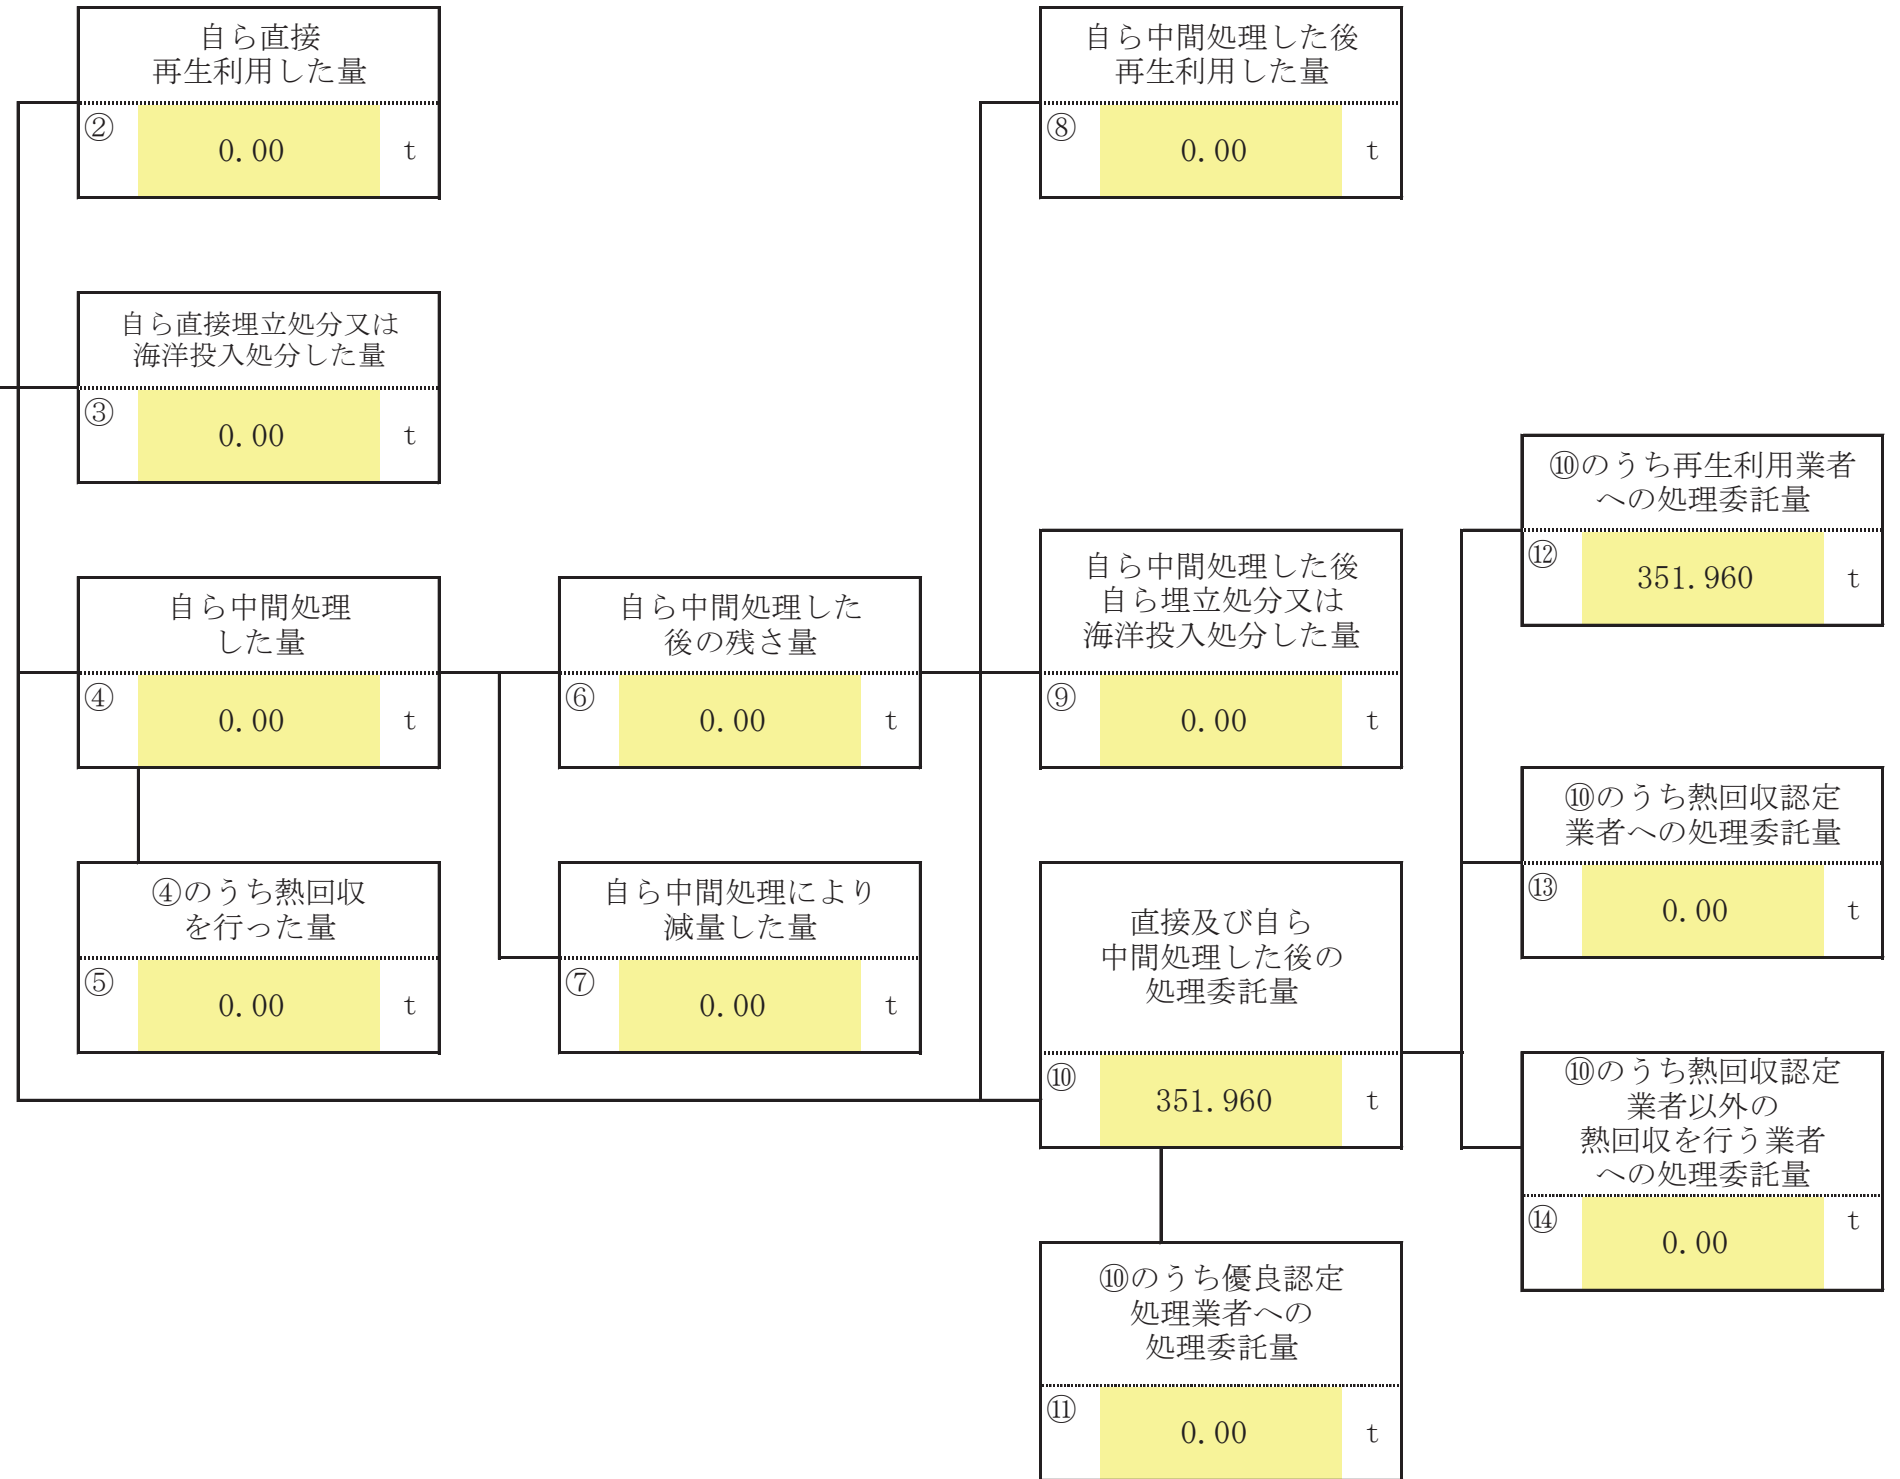 自ら直接
再生利用した量
②
0.00
t
自ら中間処理した後
再生利用した量
⑧
0.00
t
自ら直接埋立処分又は
海洋投入処分した量
③
0.00
t
⑩のうち再生利用業者
への処理委託量
⑫
351.960
t
自ら中間処理
した量
④
0.00
t
自ら中間処理した
後の残さ量
⑥
0.00
t
自ら中間処理した後
自ら埋立処分又は
海洋投入処分した量
⑨
0.00
t
⑩のうち熱回収認定
業者への処理委託量
⑬
0.00
t
④のうち熱回収
を行った量
⑤
0.00
t
自ら中間処理により
減量した量
⑦
0.00
t
直接及び自ら
中間処理した後の
処理委託量
⑩
351.960
t
⑩のうち熱回収認定
業者以外の
熱回収を行う業者
への処理委託量
⑭
0.00
t
⑩のうち優良認定
処理業者への
処理委託量
⑪
0.00
t